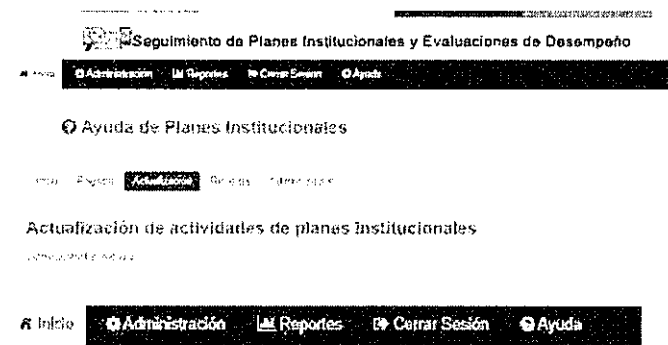 Seguimiento de Planes Institucionales y Evaluaciones de Desempeño
Inicio Administración Reportes Cerrar Sesión Ayuda
Ayuda de Planes Institucionales
Actualización
Actualización de actividades de planes Institucionales
Inicio Administración Reportes Cerrar Sesión Ayuda